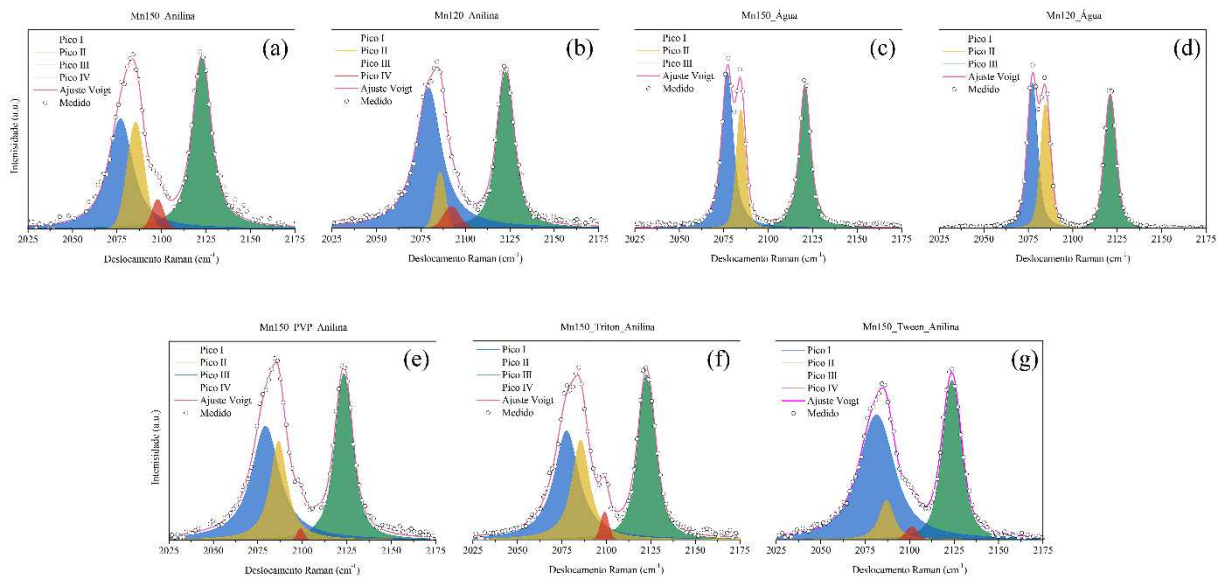 Mn150_Anilina
(a)
Pico I
Pico II
Pico III
Pico IV
Ajuste Voigt
Medido
Intenisidade (u.a.)
2025 2050 2075 2100 2125 2150 2175
Deslocamento Raman (cm⁻¹)
Mn120_Anilina
(b)
Pico I
Pico II
Pico III
Pico IV
Ajuste Voigt
Medido
2025 2050 2075 2100 2125 2150 2175
Deslocamento Raman (cm⁻¹)
Mn150_Água
(c)
Pico I
Pico II
Pico III
Ajuste Voigt
Medido
2025 2050 2075 2100 2125 2150 2175
Deslocamento Raman (cm⁻¹)
Mn120_Água
(d)
Pico I
Pico II
Pico III
Ajuste Voigt
Medido
2025 2050 2075 2100 2125 2150 2175
Deslocamento Raman (cm⁻¹)
Mn150_PVP_Anilina
(e)
Pico I
Pico II
Pico III
Pico IV
Ajuste Voigt
Medido
Intenisidade (u.a.)
2025 2050 2075 2100 2125 2150 2175
Deslocamento Raman (cm⁻¹)
Mn150_Triton_Anilina
(f)
Pico I
Pico II
Pico III
Pico IV
Ajuste Voigt
Medido
2025 2050 2075 2100 2125 2150 2175
Deslocamento Raman (cm⁻¹)
Mn150_Tween_Anilina
(g)
Pico I
Pico II
Pico III
Pico IV
Ajuste Voigt
Medido
2025 2050 2075 2100 2125 2150 2175
Deslocamento Raman (cm⁻¹)